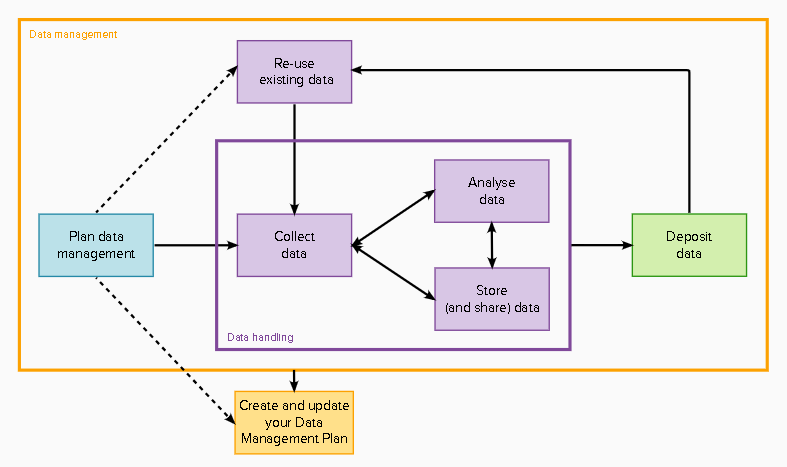 Data management
Re-use
existing data
Analyse
data
Plan data
management
Collect
data
Deposit
data
Store
(and share) data
Data handling
Create and update
your Data
Management Plan